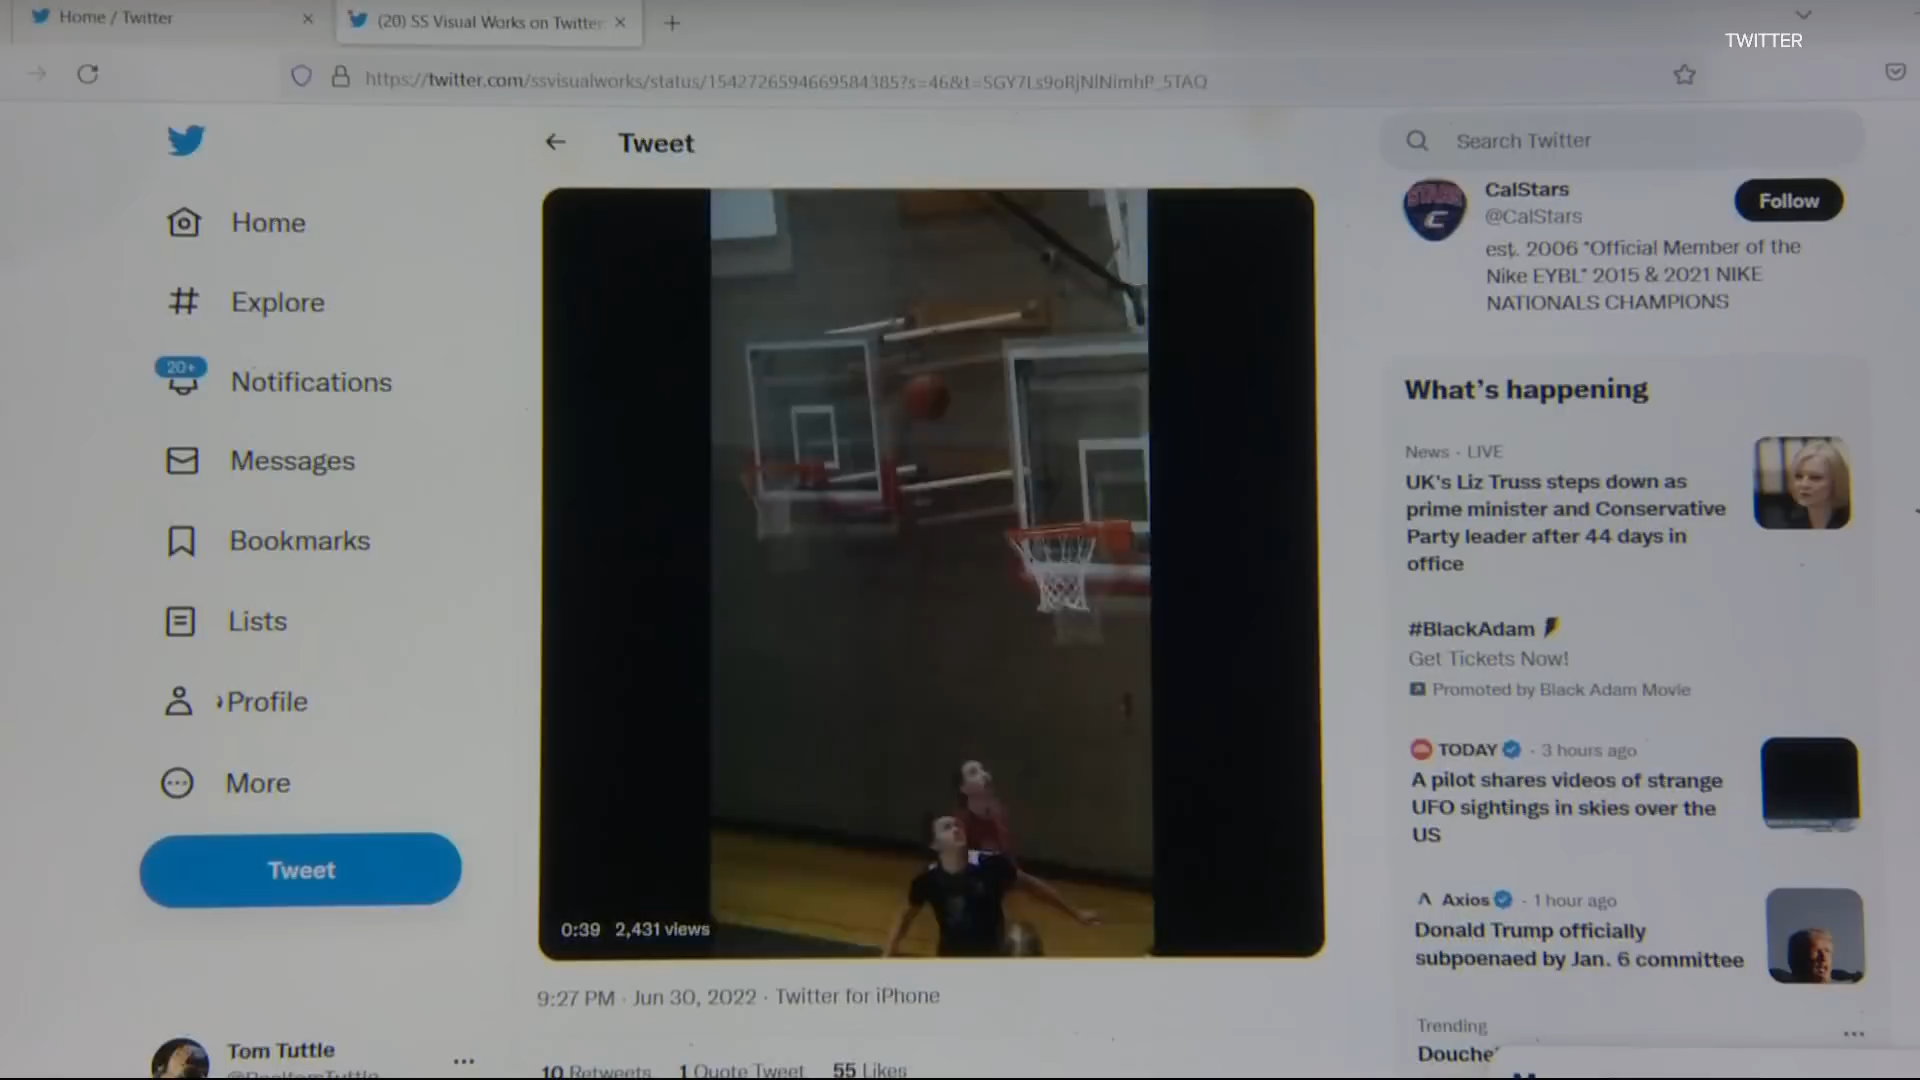 Home / Twitter
(20) SS Visual Works on Twitter:
TWITTER
https://twitter.com/ssvisualworks/status/1542726594669584385?s=46&t=SGY7Ls9oRjNlNimhP_5TAQ
Tweet
Search Twitter
Home
Explore
20+
Notifications
Messages
Bookmarks
Lists
Profile
More
Tweet
Tom Tuttle
0:39 2,431 views
9:27 PM · Jun 30, 2022 · Twitter for iPhone
10 Retweets 1 Quote Tweet 55 Likes
CalStars
@CalStars
Follow
est. 2006 "Official Member of the
Nike EYBL" 2015 & 2021 NIKE
NATIONALS CHAMPIONS
What's happening
News · LIVE
UK's Liz Truss steps down as
prime minister and Conservative
Party leader after 44 days in
office
#BlackAdam
Get Tickets Now!
Promoted by Black Adam Movie
TODAY · 3 hours ago
A pilot shares videos of strange
UFO sightings in skies over the
US
Axios · 1 hour ago
Donald Trump officially
subpoenaed by Jan. 6 committee
Trending